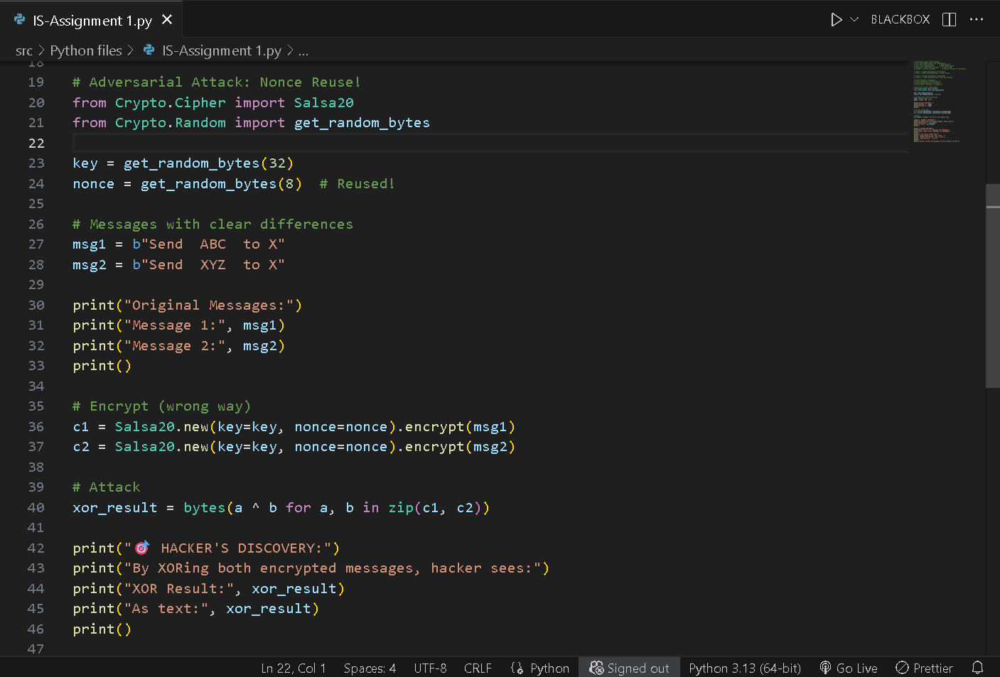 IS-Assignment 1.py
BLACKBOX
src > Python files > IS-Assignment 1.py > ...
18
19 # Adversarial Attack: Nonce Reuse!
20 from Crypto.Cipher import Salsa20
21 from Crypto.Random import get_random_bytes
22
23 key = get_random_bytes(32)
24 nonce = get_random_bytes(8)  # Reused!
25
26 # Messages with clear differences
27 msg1 = b"Send  ABC  to X"
28 msg2 = b"Send  XYZ  to X"
29
30 print("Original Messages:")
31 print("Message 1:", msg1)
32 print("Message 2:", msg2)
33 print()
34
35 # Encrypt (wrong way)
36 c1 = Salsa20.new(key=key, nonce=nonce).encrypt(msg1)
37 c2 = Salsa20.new(key=key, nonce=nonce).encrypt(msg2)
38
39 # Attack
40 xor_result = bytes(a ^ b for a, b in zip(c1, c2))
41
42 print("🎯 HACKER'S DISCOVERY:")
43 print("By XORing both encrypted messages, hacker sees:")
44 print("XOR Result:", xor_result)
45 print("As text:", xor_result)
46 print()
47
Ln 22, Col 1 Spaces: 4 UTF-8 CRLF Python Signed out Python 3.13 (64-bit) Go Live Prettier